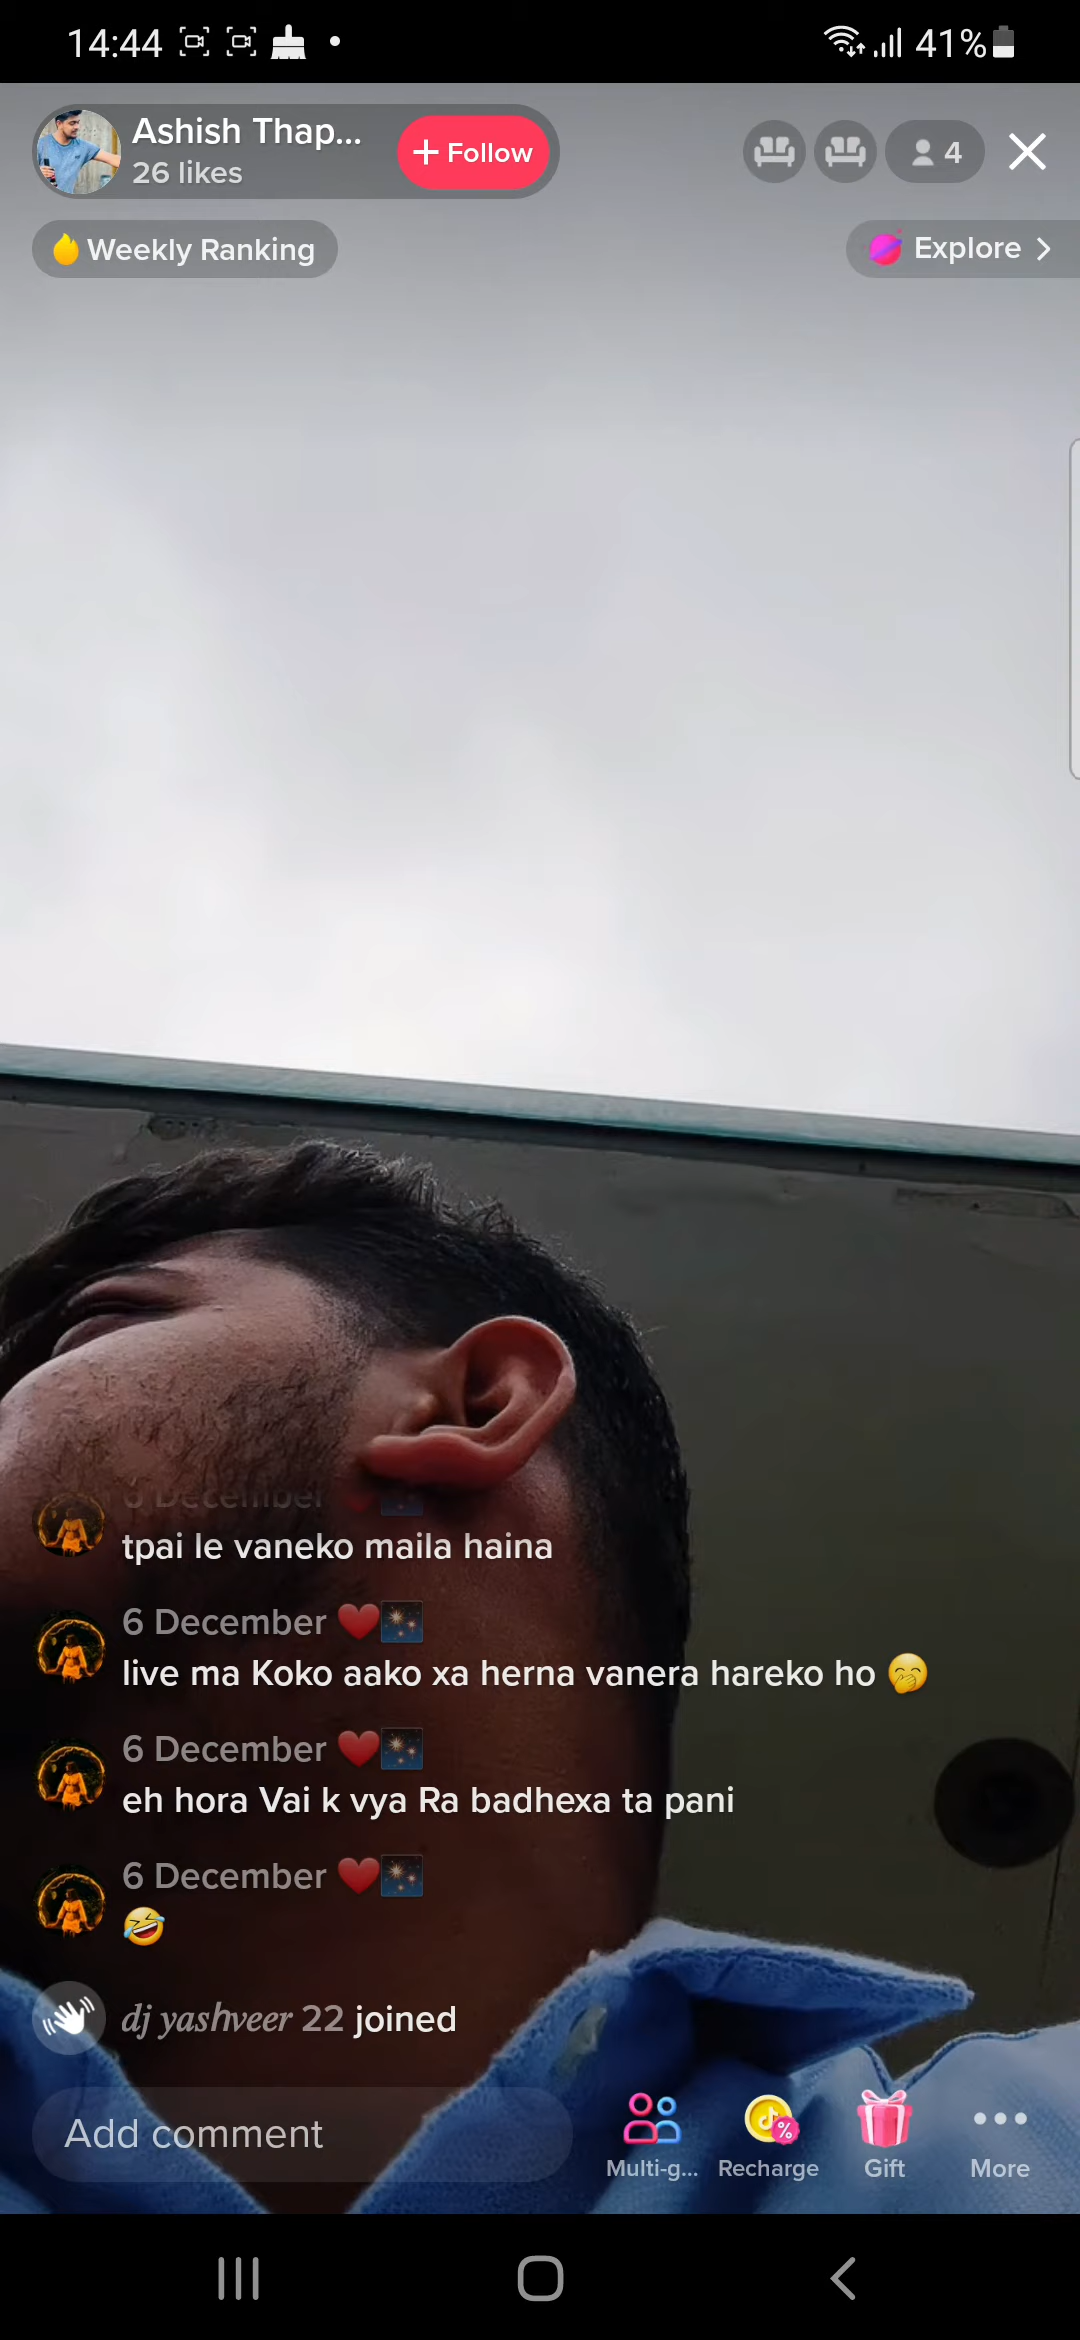 14:44
41%
Ashish Thap...
26 likes
+ Follow
4
Weekly Ranking
Explore
6 December ❤️🎇
tpai le vaneko maila haina
6 December ❤️🎇
live ma Koko aako xa herna vanera hareko ho 🤭
6 December ❤️🎇
eh hora Vai k vya Ra badhexa ta pani
6 December ❤️🎇
🤣
dj yashveer 22 joined
Add comment
Multi-g...
Recharge
Gift
More